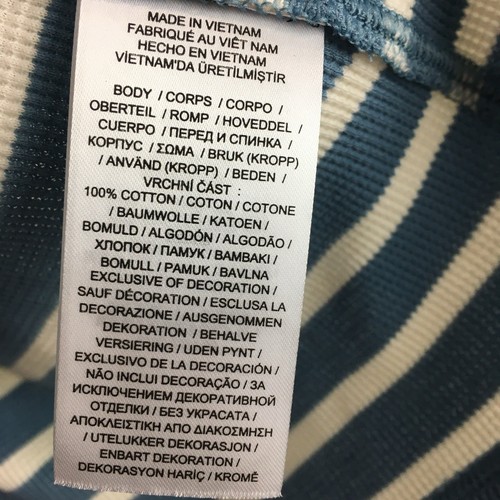 MADE IN VIETNAM
FABRIQUÉ AU VIÊT NAM
HECHO EN VIETNAM
VİETNAM'DA ÜRETİLMİŞTİR
BODY / CORPS / CORPO /
OBERTEIL / ROMP / HOVEDDEL /
CUERPO / ПЕРЕД И СПИНКА /
КОРПУС / ΣΩΜΑ / BRUK (KROPP)
/ ANVÄND (KROPP) / BEDEN /
VRCHNÍ ČÁST :
100% COTTON / COTON / COTONE
/ BAUMWOLLE / KATOEN /
BOMULD / ALGODÓN / ALGODÃO /
ХЛОПОК / ПАМУК / BAMBAKI /
BOMULL / PAMUK / BAVLNA
EXCLUSIVE OF DECORATION /
SAUF DÉCORATION / ESCLUSA LA
DECORAZIONE / AUSGENOMMEN
DEKORATION / BEHALVE
VERSIERING / UDEN PYNT /
EXCLUSIVO DE LA DECORACIÓN /
NÃO INCLUI DECORAÇÃO / ЗА
ИСКЛЮЧЕНИЕМ ДЕКОРАТИВНОЙ
ОТДЕЛКИ / БЕЗ УКРАСАТА /
ΑΠΟΚΛΕΙΣΤΙΚΗ ΑΠΟ ΔΙΑΚΟΣΜΗΣΗ
/ UTELUKKER DEKORASJON /
ENBART DEKORATION /
DEKORASYON HARİÇ / KROMĚ